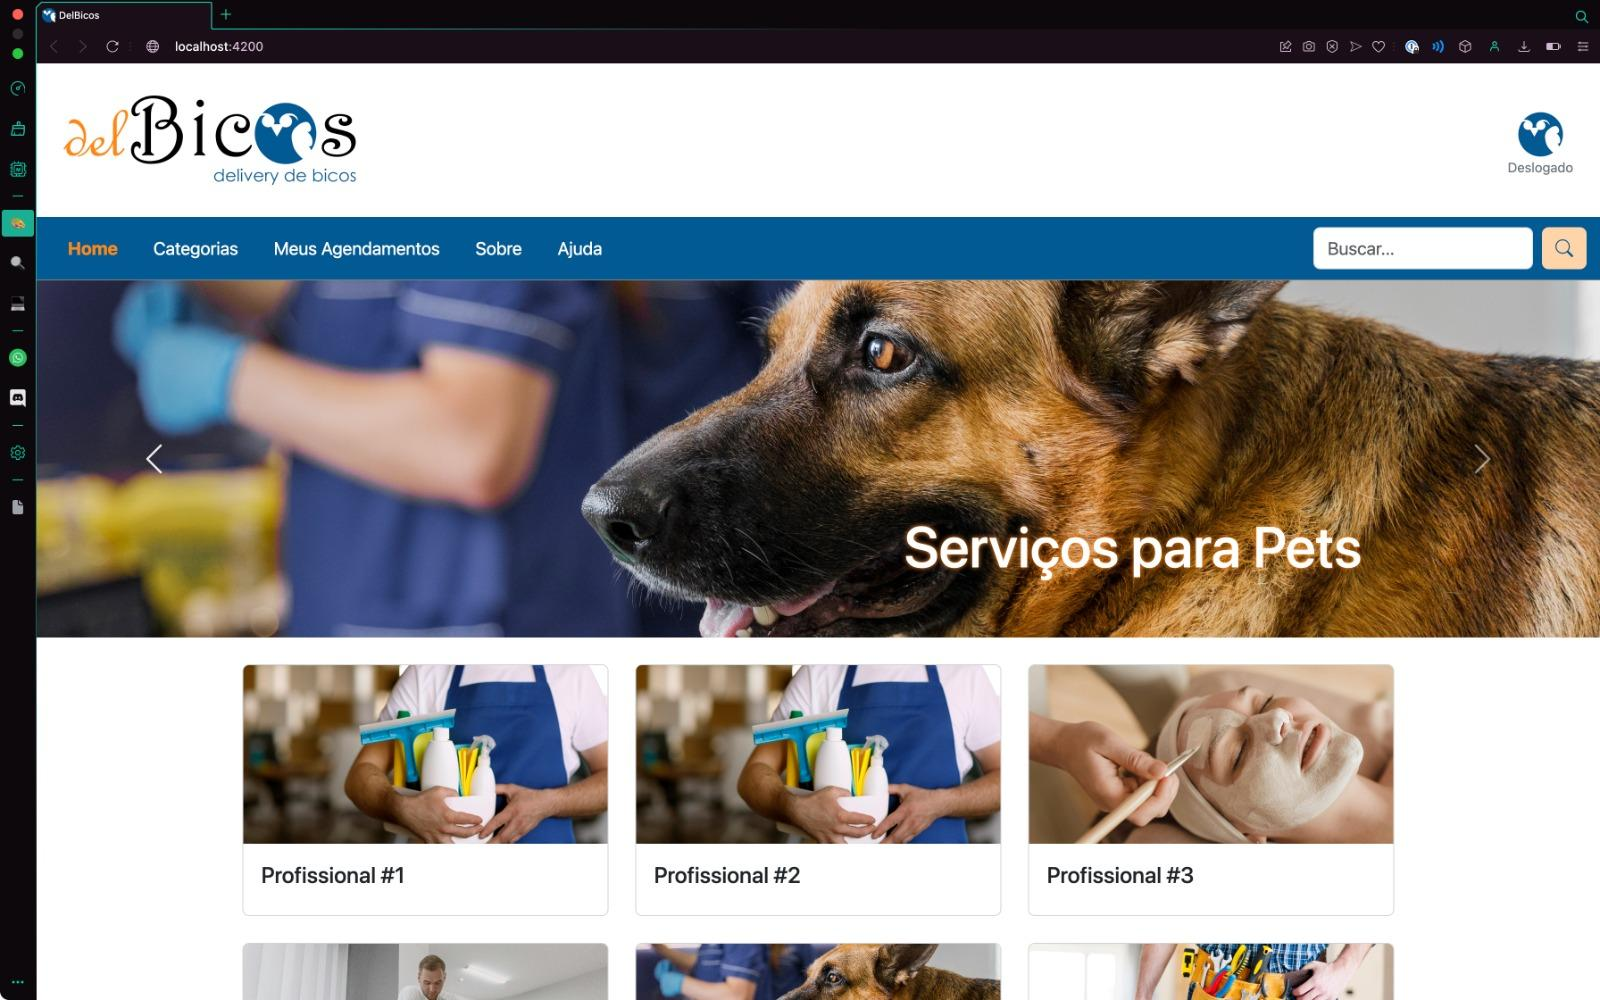 DelBicos
localhost:4200
delBicos
delivery de bicos
Deslogado
Home Categorias Meus Agendamentos Sobre Ajuda Buscar...
Serviços para Pets
Profissional #1 Profissional #2 Profissional #3